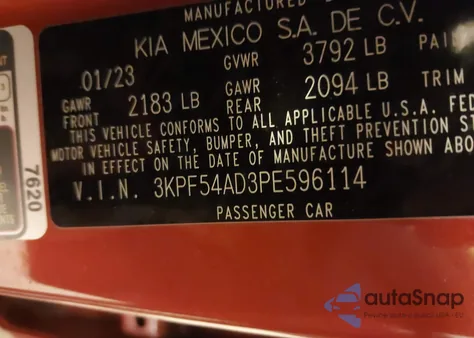 MANUFACTURED
KIA MEXICO S.A. DE C.V.
01/23 GVWR 3792 LB PAI
GAWR FRONT 2183 LB GAWR REAR 2094 LB TRIM
THIS VEHICLE CONFORMS TO ALL APPLICABLE U.S.A. FED
MOTOR VEHICLE SAFETY, BUMPER, AND THEFT PREVENTION ST
IN EFFECT ON THE DATE OF MANUFACTURE SHOWN ABO
V.I.N. 3KPF54AD3PE596114
PASSENGER CAR
7620
autaSnap